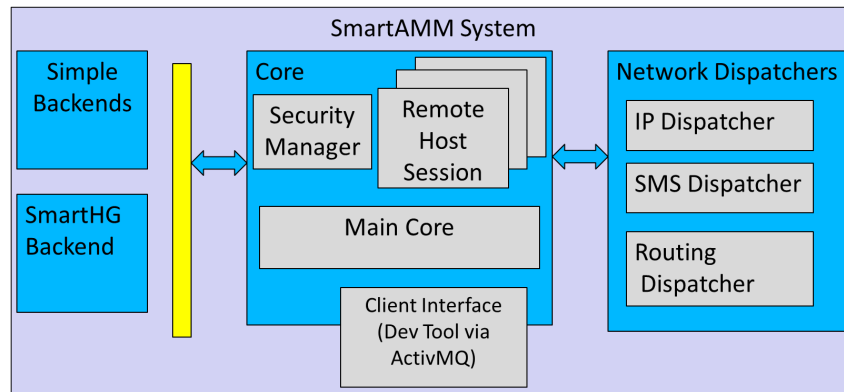 SmartAMM System
Simple
Backends
SmartHG
Backend
Core
Security
Manager
Remote
Host
Session
Main Core
Client Interface
(Dev Tool via
ActivMQ)
Network Dispatchers
IP Dispatcher
SMS Dispatcher
Routing
Dispatcher